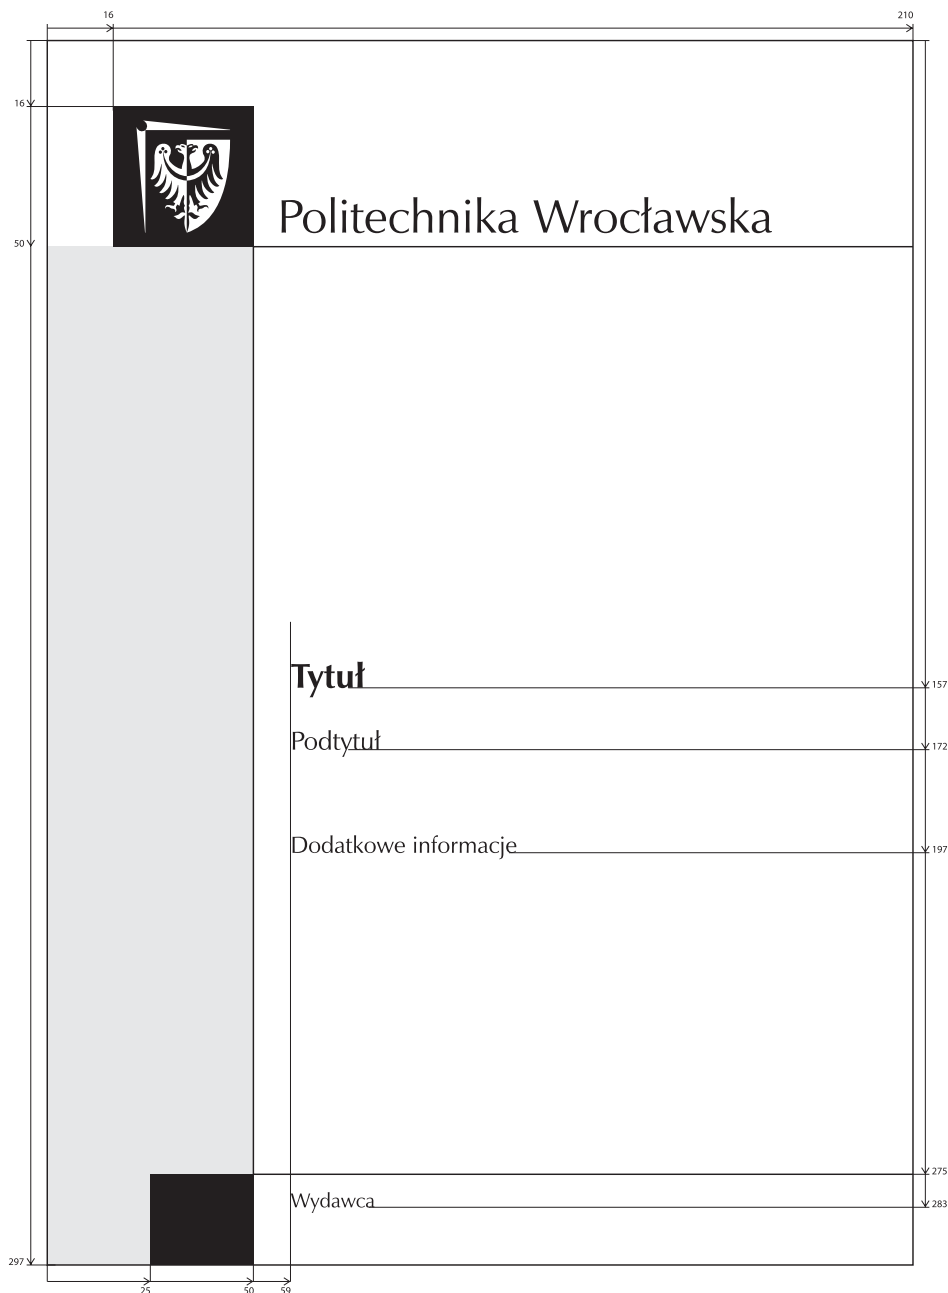 16
210
16
Politechnika Wrocławska
50
Tytuł
157
Podtytuł
172
Dodatkowe informacje
197
275
Wydawca
283
297
25
50
59